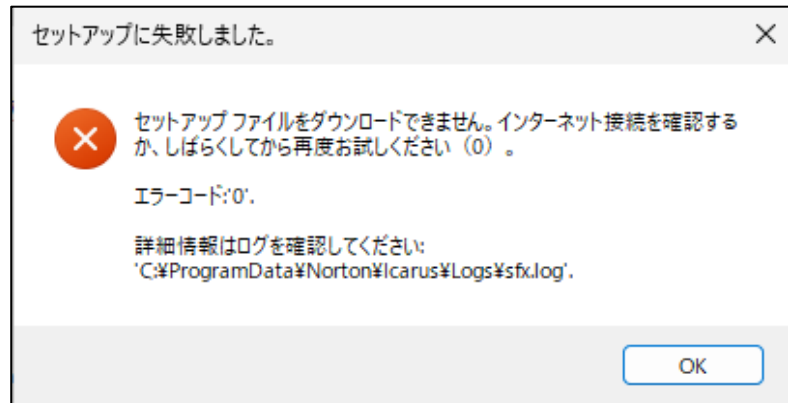 セットアップに失敗しました。
セットアップ ファイルをダウンロードできません。インターネット接続を確認する
か、しばらくしてから再度お試しください（0）。
エラーコード:'0'.
詳細情報はログを確認してください:
'C:¥ProgramData¥Norton¥Icarus¥Logs¥sfx.log'.
OK